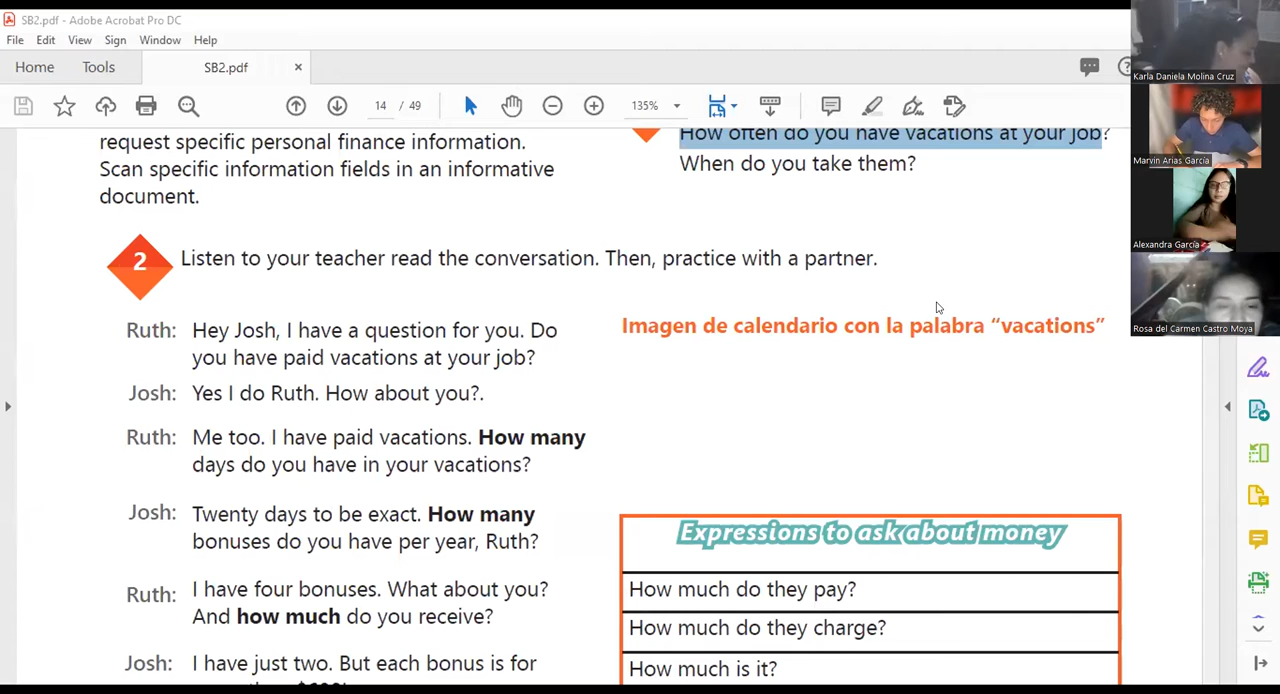 SB2.pdf - Adobe Acrobat Pro DC
File Edit View Sign Window Help
Home Tools SB2.pdf ×
14 / 49 135%
request specific personal finance information.
Scan specific information fields in an informative
document.
How often do you have vacations at your job?
When do you take them?
2 Listen to your teacher read the conversation. Then, practice with a partner.
Ruth: Hey Josh, I have a question for you. Do
you have paid vacations at your job?
Josh: Yes I do Ruth. How about you?.
Ruth: Me too. I have paid vacations. How many
days do you have in your vacations?
Josh: Twenty days to be exact. How many
bonuses do you have per year, Ruth?
Ruth: I have four bonuses. What about you?
And how much do you receive?
Josh: I have just two. But each bonus is for
Imagen de calendario con la palabra “vacations”
Expressions to ask about money
How much do they pay?
How much do they charge?
How much is it?
Karla Daniela Molina Cruz
Marvin Arias García
Alexandra García
Rosa del Carmen Castro Moya